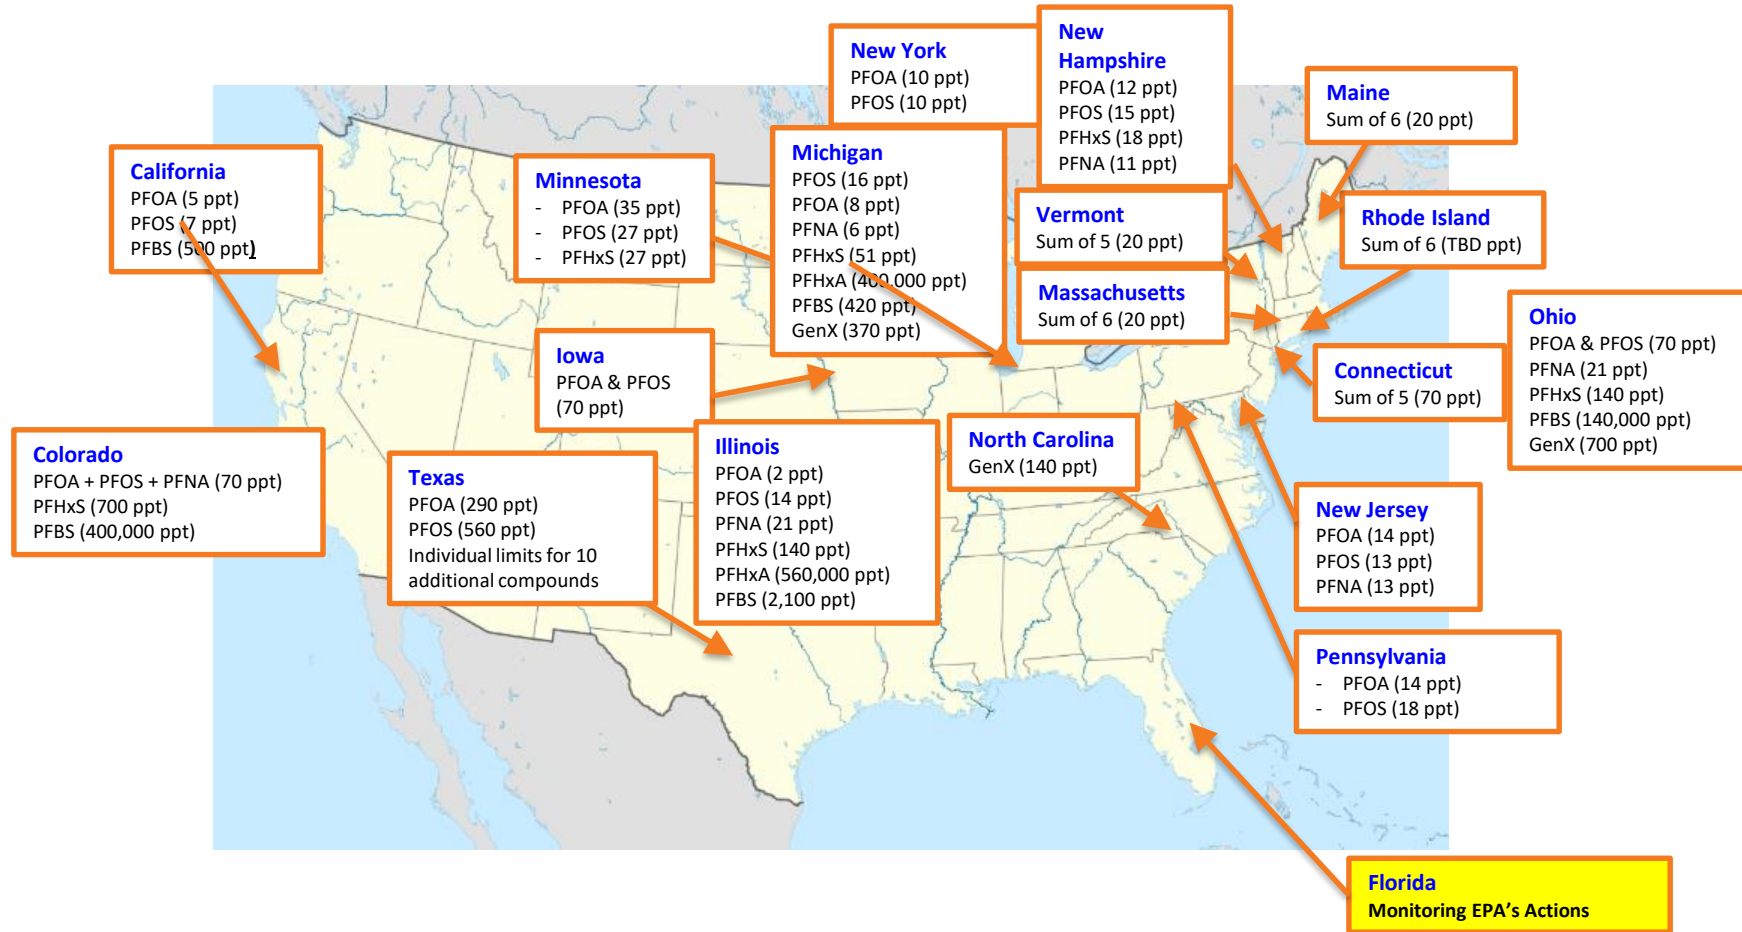 New York
PFOA (10 ppt)
PFOS (10 ppt)
New
Hampshire
PFOA (12 ppt)
PFOS (15 ppt)
PFHxS (18 ppt)
PFNA (11 ppt)
Maine
Sum of 6 (20 ppt)
California
PFOA (5 ppt)
PFOS (7 ppt)
PFBS (500 ppt)
Minnesota
- PFOA (35 ppt)
- PFOS (27 ppt)
- PFHxS (27 ppt)
Michigan
PFOS (16 ppt)
PFOA (8 ppt)
PFNA (6 ppt)
PFHxS (51 ppt)
PFHxA (400,000 ppt)
PFBS (420 ppt)
GenX (370 ppt)
Vermont
Sum of 5 (20 ppt)
Rhode Island
Sum of 6 (TBD ppt)
Massachusetts
Sum of 6 (20 ppt)
Ohio
PFOA & PFOS (70 ppt)
PFNA (21 ppt)
PFHxS (140 ppt)
PFBS (140,000 ppt)
GenX (700 ppt)
Iowa
PFOA & PFOS
(70 ppt)
Connecticut
Sum of 5 (70 ppt)
Colorado
PFOA + PFOS + PFNA (70 ppt)
PFHxS (700 ppt)
PFBS (400,000 ppt)
Texas
PFOA (290 ppt)
PFOS (560 ppt)
Individual limits for 10
additional compounds
Illinois
PFOA (2 ppt)
PFOS (14 ppt)
PFNA (21 ppt)
PFHxS (140 ppt)
PFHxA (560,000 ppt)
PFBS (2,100 ppt)
North Carolina
GenX (140 ppt)
New Jersey
PFOA (14 ppt)
PFOS (13 ppt)
PFNA (13 ppt)
Pennsylvania
- PFOA (14 ppt)
- PFOS (18 ppt)
Florida
Monitoring EPA's Actions